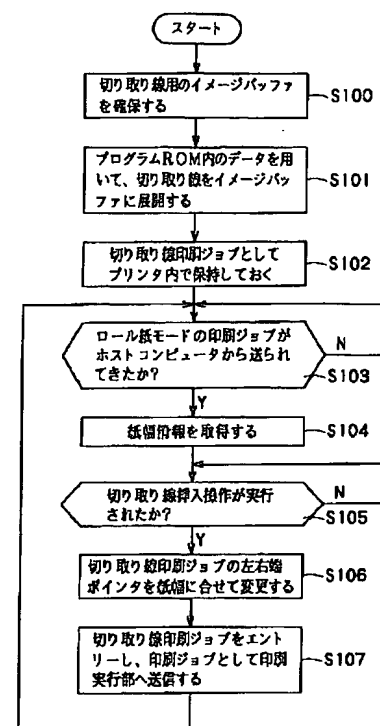 スタート
切り取り線用のイメージバッファ
を確保する
S100
プログラムROM内のデータを用
いて、切り取り線をイメージバッ
ファに展開する
S101
切り取り線印刷ジョブとして
プリンタ内で保持しておく
S102
ロール紙モードの印刷ジョブが
ホストコンピュータから送られ
てきたか?
N
S103
Y
紙幅情報を取得する
S104
切り取り線挿入操作が実行
されたか?
N
S105
Y
切り取り線印刷ジョブの左右端
ポインタを紙幅に合せて変更する
S106
切り取り線印刷ジョブをエント
リーし、印刷ジョブとして印刷
実行部へ送信する
S107